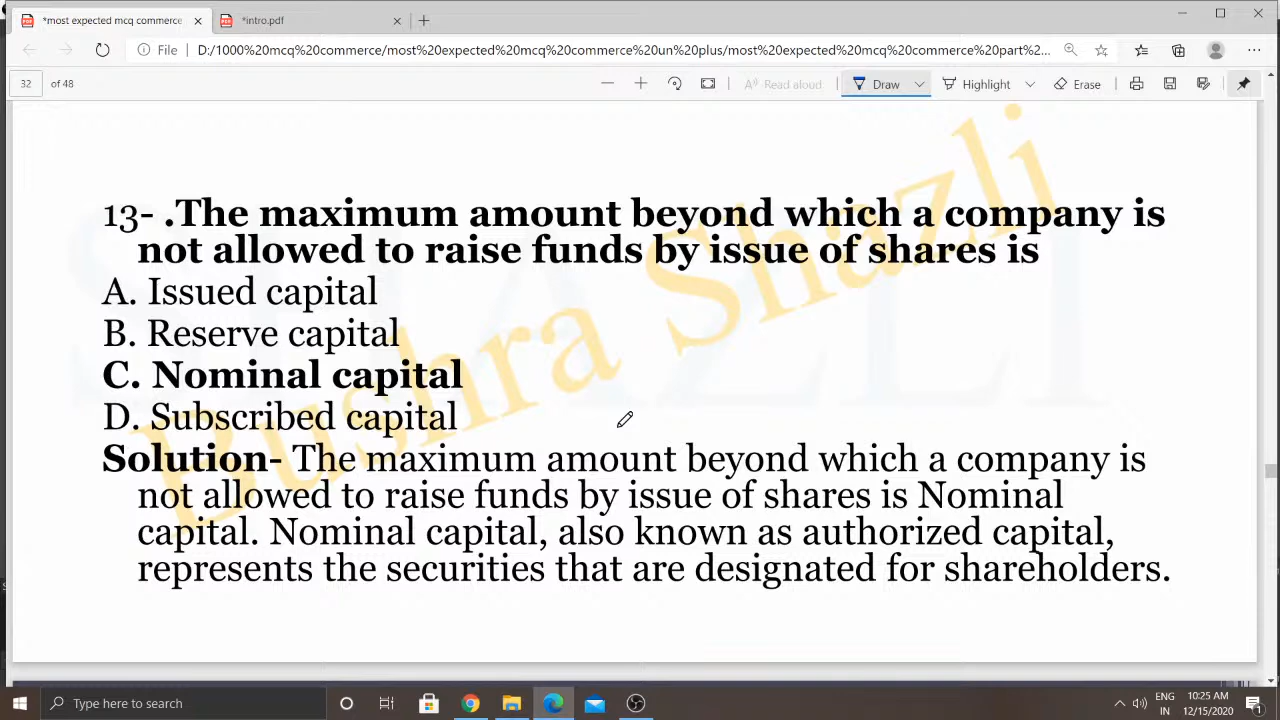 *most expected mcq commerce
*intro.pdf
File D:/1000%20mcq%20commerce/most%20expected%20mcq%20commerce%20un%20plus/most%20expected%20mcq%20commerce%20part%2...
32 of 48
Read aloud Draw Highlight Erase
Bushra Shazli
SHAZLI
13- .The maximum amount beyond which a company is
not allowed to raise funds by issue of shares is
A. Issued capital
B. Reserve capital
C. Nominal capital
D. Subscribed capital
Solution- The maximum amount beyond which a company is
not allowed to raise funds by issue of shares is Nominal
capital. Nominal capital, also known as authorized capital,
represents the securities that are designated for shareholders.
Type here to search
ENG
IN
10:25 AM
12/15/2020
1